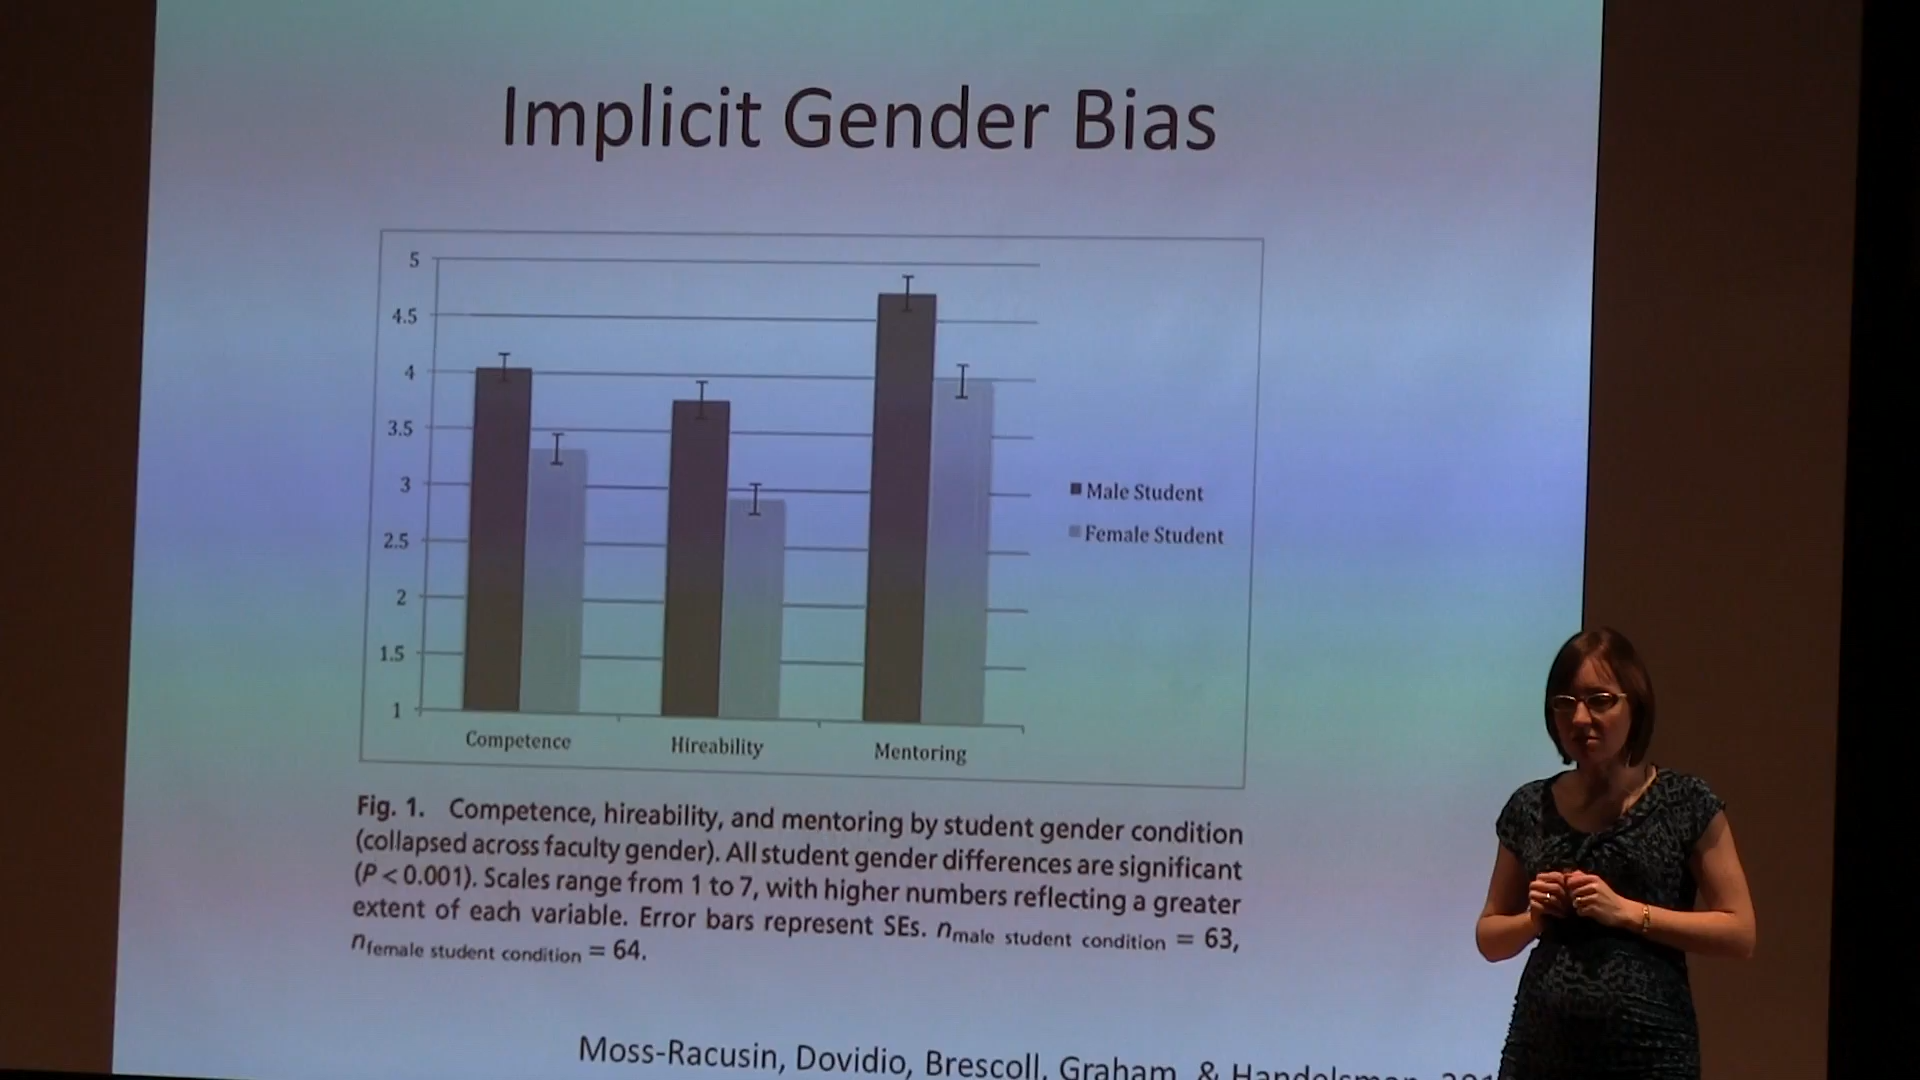 Implicit Gender Bias
5
4.5
4
3.5
3
2.5
2
1.5
1
Male Student
Female Student
Competence Hireability Mentoring
Fig. 1. Competence, hireability, and mentoring by student gender condition
(collapsed across faculty gender). All student gender differences are significant
(P < 0.001). Scales range from 1 to 7, with higher numbers reflecting a greater
extent of each variable. Error bars represent SEs. nmale student condition = 63,
nfemale student condition = 64.
Moss-Racusin, Dovidio, Brescoll, Graham, & Handelsman,